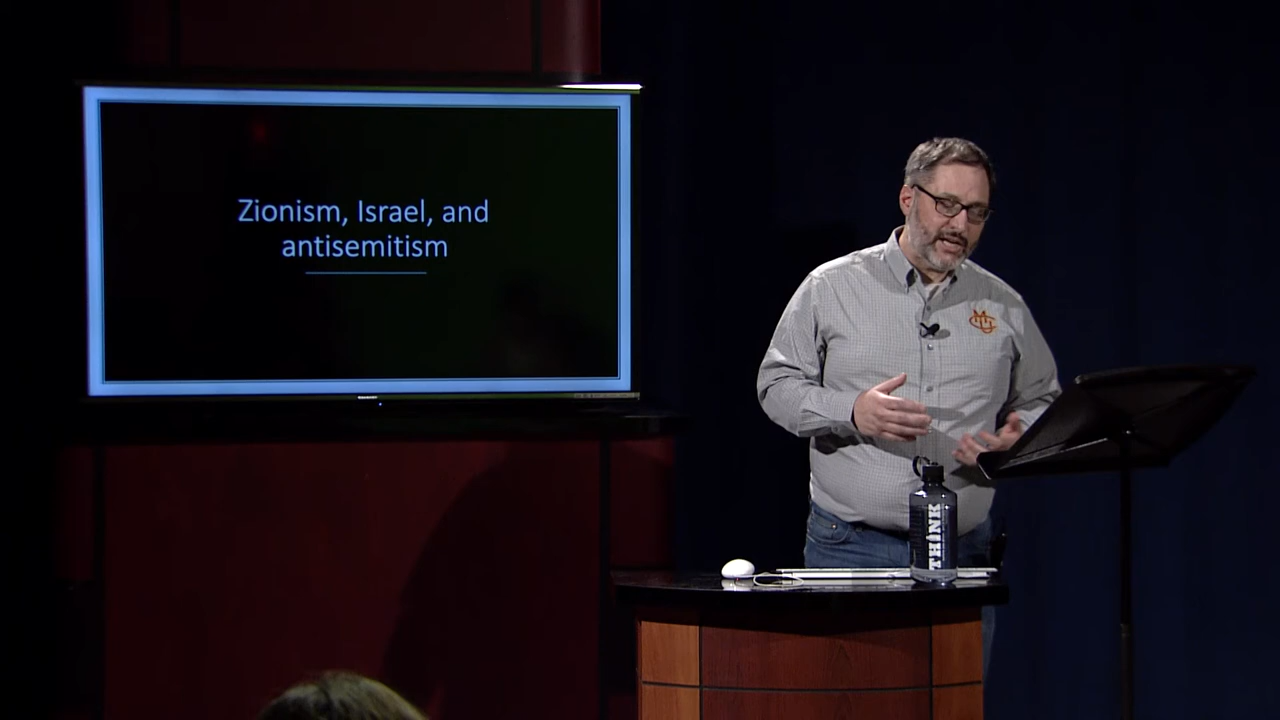 Zionism, Israel, and
antisemitism
THINK